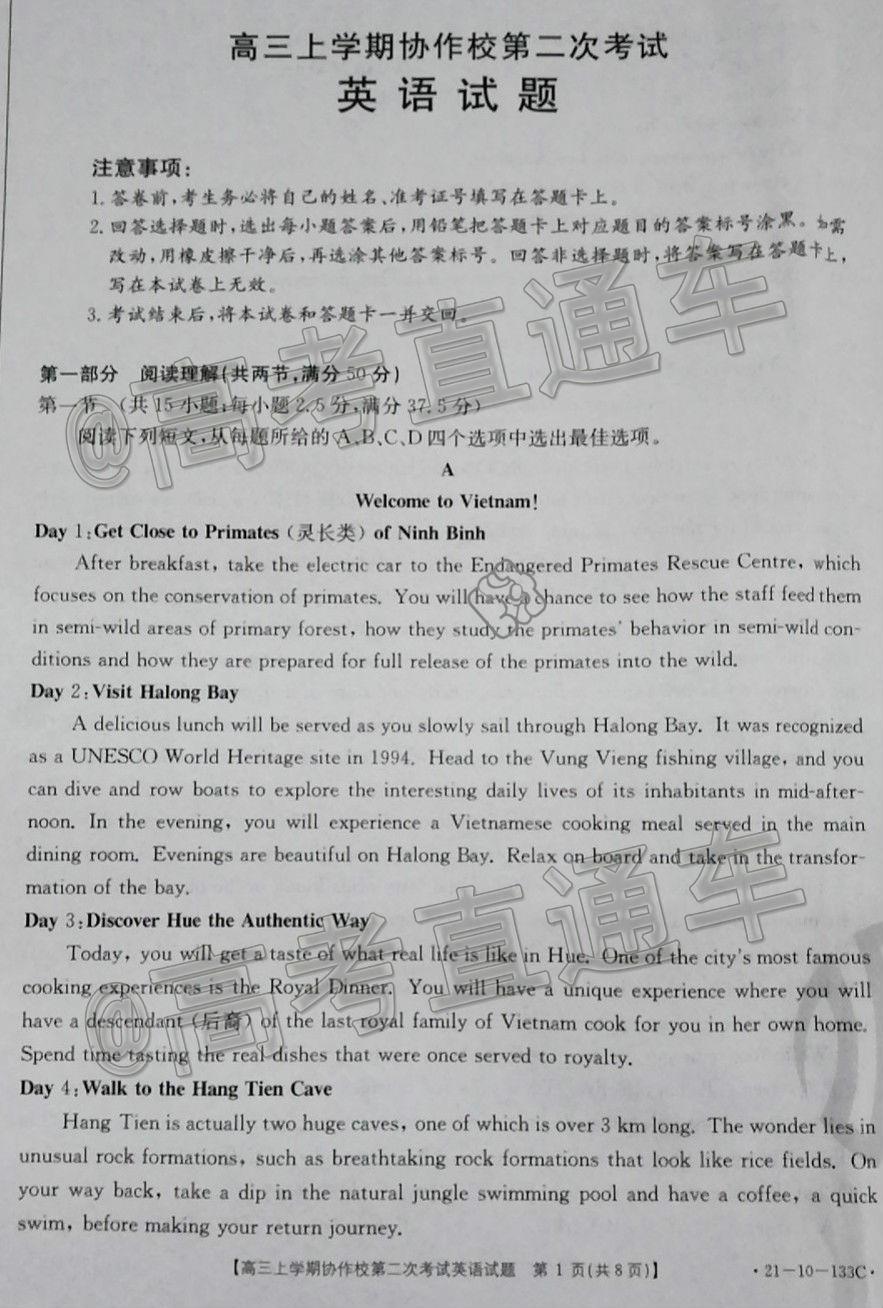 高三上学期协作校第二次考试
英语试题
注意事项:
1. 答卷前,考生务必将自己的姓名、准考证号填写在答题卡上。
2. 回答选择题时,选出每小题答案后,用铅笔把答题卡上对应题目的答案标号涂黑。如需
改动,用橡皮擦干净后,再选涂其他答案标号。回答非选择题时,将答案写在答题卡上,
写在本试卷上无效。
3. 考试结束后,将本试卷和答题卡一并交回。
第一部分 阅读理解(共两节,满分50分)
第一节 (共15小题;每小题2.5分,满分37.5分)
阅读下列短文,从每题所给的A、B、C、D四个选项中选出最佳选项。
A
Welcome to Vietnam!
Day 1:Get Close to Primates(灵长类)of Ninh Binh
After breakfast, take the electric car to the Endangered Primates Rescue Centre, which
focuses on the conservation of primates. You will have a chance to see how the staff feed them
in semi-wild areas of primary forest, how they study the primates' behavior in semi-wild con-
ditions and how they are prepared for full release of the primates into the wild.
Day 2:Visit Halong Bay
A delicious lunch will be served as you slowly sail through Halong Bay. It was recognized
as a UNESCO World Heritage site in 1994. Head to the Vung Vieng fishing village, and you
can dive and row boats to explore the interesting daily lives of its inhabitants in mid-after-
noon. In the evening, you will experience a Vietnamese cooking meal served in the main
dining room. Evenings are beautiful on Halong Bay. Relax on board and take in the transfor-
mation of the bay.
Day 3:Discover Hue the Authentic Way
Today, you will get a taste of what real life is like in Hue. One of the city's most famous
cooking experiences is the Royal Dinner. You will have a unique experience where you will
have a descendant(后裔)of the last royal family of Vietnam cook for you in her own home.
Spend time tasting the real dishes that were once served to royalty.
Day 4:Walk to the Hang Tien Cave
Hang Tien is actually two huge caves, one of which is over 3 km long. The wonder lies in
unusual rock formations, such as breathtaking rock formations that look like rice fields. On
your way back, take a dip in the natural jungle swimming pool and have a coffee, a quick
swim, before making your return journey.
【高三上学期协作校第二次考试英语试题 第1页(共8页)】 ·21-10-133C·
@高考直通车
@高考直通车